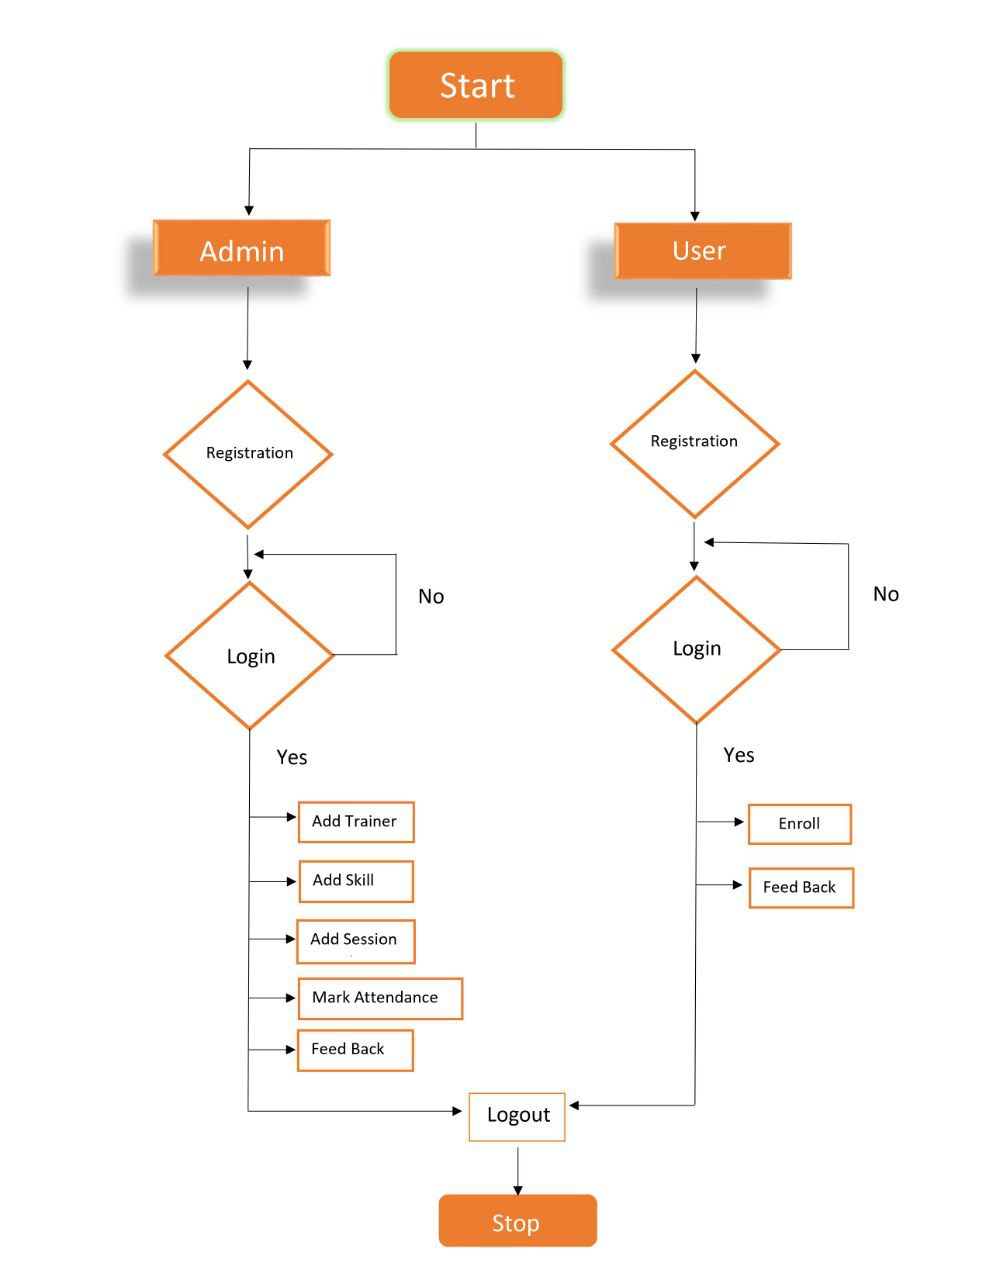 Start
Admin
User
Registration
Registration
No
No
Login
Login
Yes
Yes
Add Trainer
Enroll
Add Skill
Feed Back
Add Session
Mark Attendance
Feed Back
Logout
Stop